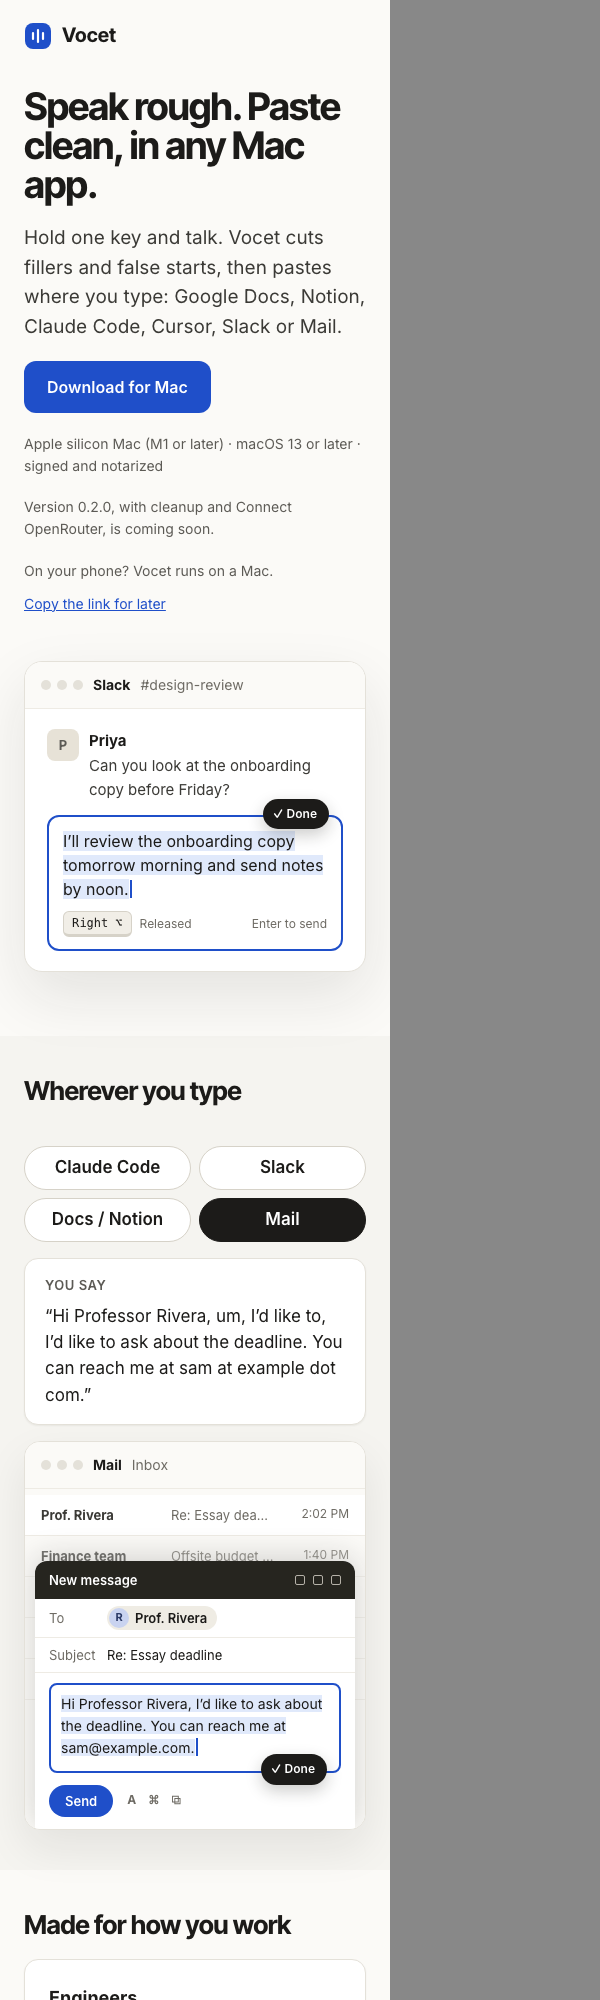 Vocet
Speak rough. Paste
clean, in any Mac
app.
Hold one key and talk. Vocet cuts
fillers and false starts, then pastes
where you type: Google Docs, Notion,
Claude Code, Cursor, Slack or Mail.
Download for Mac
Apple silicon Mac (M1 or later) · macOS 13 or later ·
signed and notarized
Version 0.2.0, with cleanup and Connect
OpenRouter, is coming soon.
On your phone? Vocet runs on a Mac.
Copy the link for later
Slack #design-review
P Priya
Can you look at the onboarding
copy before Friday?
✓ Done
I’ll review the onboarding copy
tomorrow morning and send notes
by noon.
Right ⌥ Released Enter to send
Wherever you type
Claude Code Slack
Docs / Notion Mail
YOU SAY
“Hi Professor Rivera, um, I’d like to,
I’d like to ask about the deadline. You
can reach me at sam at example dot
com.”
Mail Inbox
Prof. Rivera Re: Essay dea... 2:02 PM
Finance team Offsite budget ... 1:40 PM
New message
To R Prof. Rivera
Subject Re: Essay deadline
Hi Professor Rivera, I’d like to ask about
the deadline. You can reach me at
sam@example.com.
✓ Done
Send A ⌘ ⧉
Made for how you work
Engineers